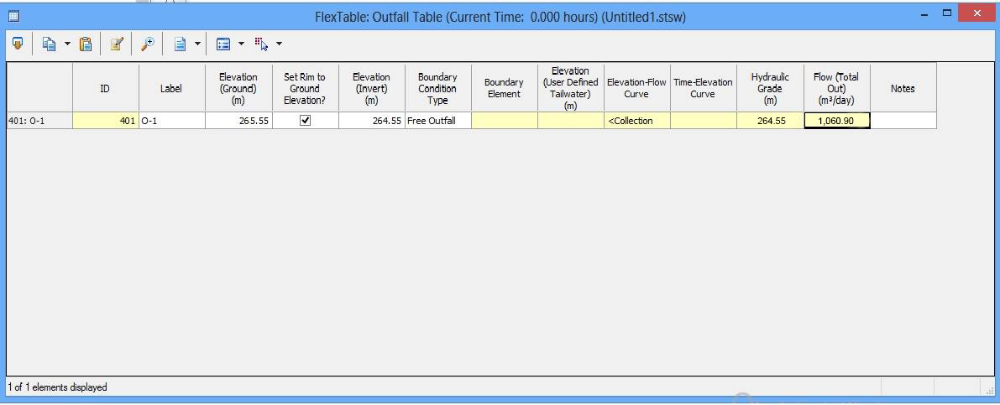 FlexTable: Outfall Table (Current Time: 0.000 hours) (Untitled1.stsw)
ID
Label
Elevation
(Ground)
(m)
Set Rim to
Ground
Elevation?
Elevation
(Invert)
(m)
Boundary
Condition
Type
Boundary
Element
Elevation
(User Defined
Tailwater)
(m)
Elevation-Flow
Curve
Time-Elevation
Curve
Hydraulic
Grade
(m)
Flow (Total
Out)
(m³/day)
Notes
401: O-1 401 O-1 265.55 264.55 Free Outfall <Collection 264.55 1,060.90
1 of 1 elements displayed